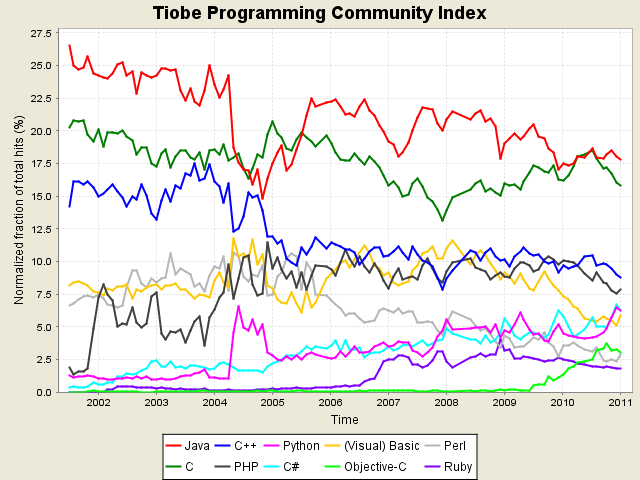 Tiobe Programming Community Index
Normalized fraction of total hits (%)
27.5
25.0
22.5
20.0
17.5
15.0
12.5
10.0
7.5
5.0
2.5
0.0
2002 2003 2004 2005 2006 2007 2008 2009 2010 2011
Time
Java C++ Python (Visual) Basic Perl
C PHP C# Objective-C Ruby